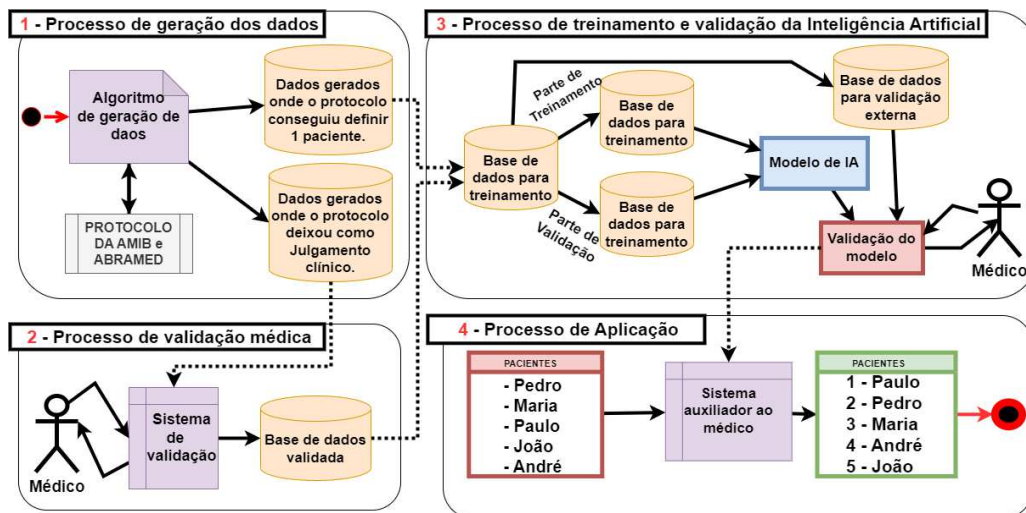 1 - Processo de geração dos dados
Algoritmo
de geração de
daos
PROTOCOLO
DA AMIB e
ABRAMED
Dados gerados
onde o protocolo
conseguiu definir
1 paciente.
Dados gerados
onde o protocolo
deixou como
Julgamento
clínico.
2 - Processo de validação médica
Médico
Sistema
de
validação
Base de dados
validada
3 - Processo de treinamento e validação da Inteligência Artificial
Base de
dados para
treinamento
Parte de
Treinamento
Parte de
Validação
Base de
dados para
treinamento
Base de
dados para
treinamento
Modelo de IA
Base de dados
para validação
externa
Validação do
modelo
Médico
4 - Processo de Aplicação
PACIENTES
- Pedro
- Maria
- Paulo
- João
- André
Sistema
auxiliador ao
médico
PACIENTES
1 - Paulo
2 - Pedro
3 - Maria
4 - André
5 - João